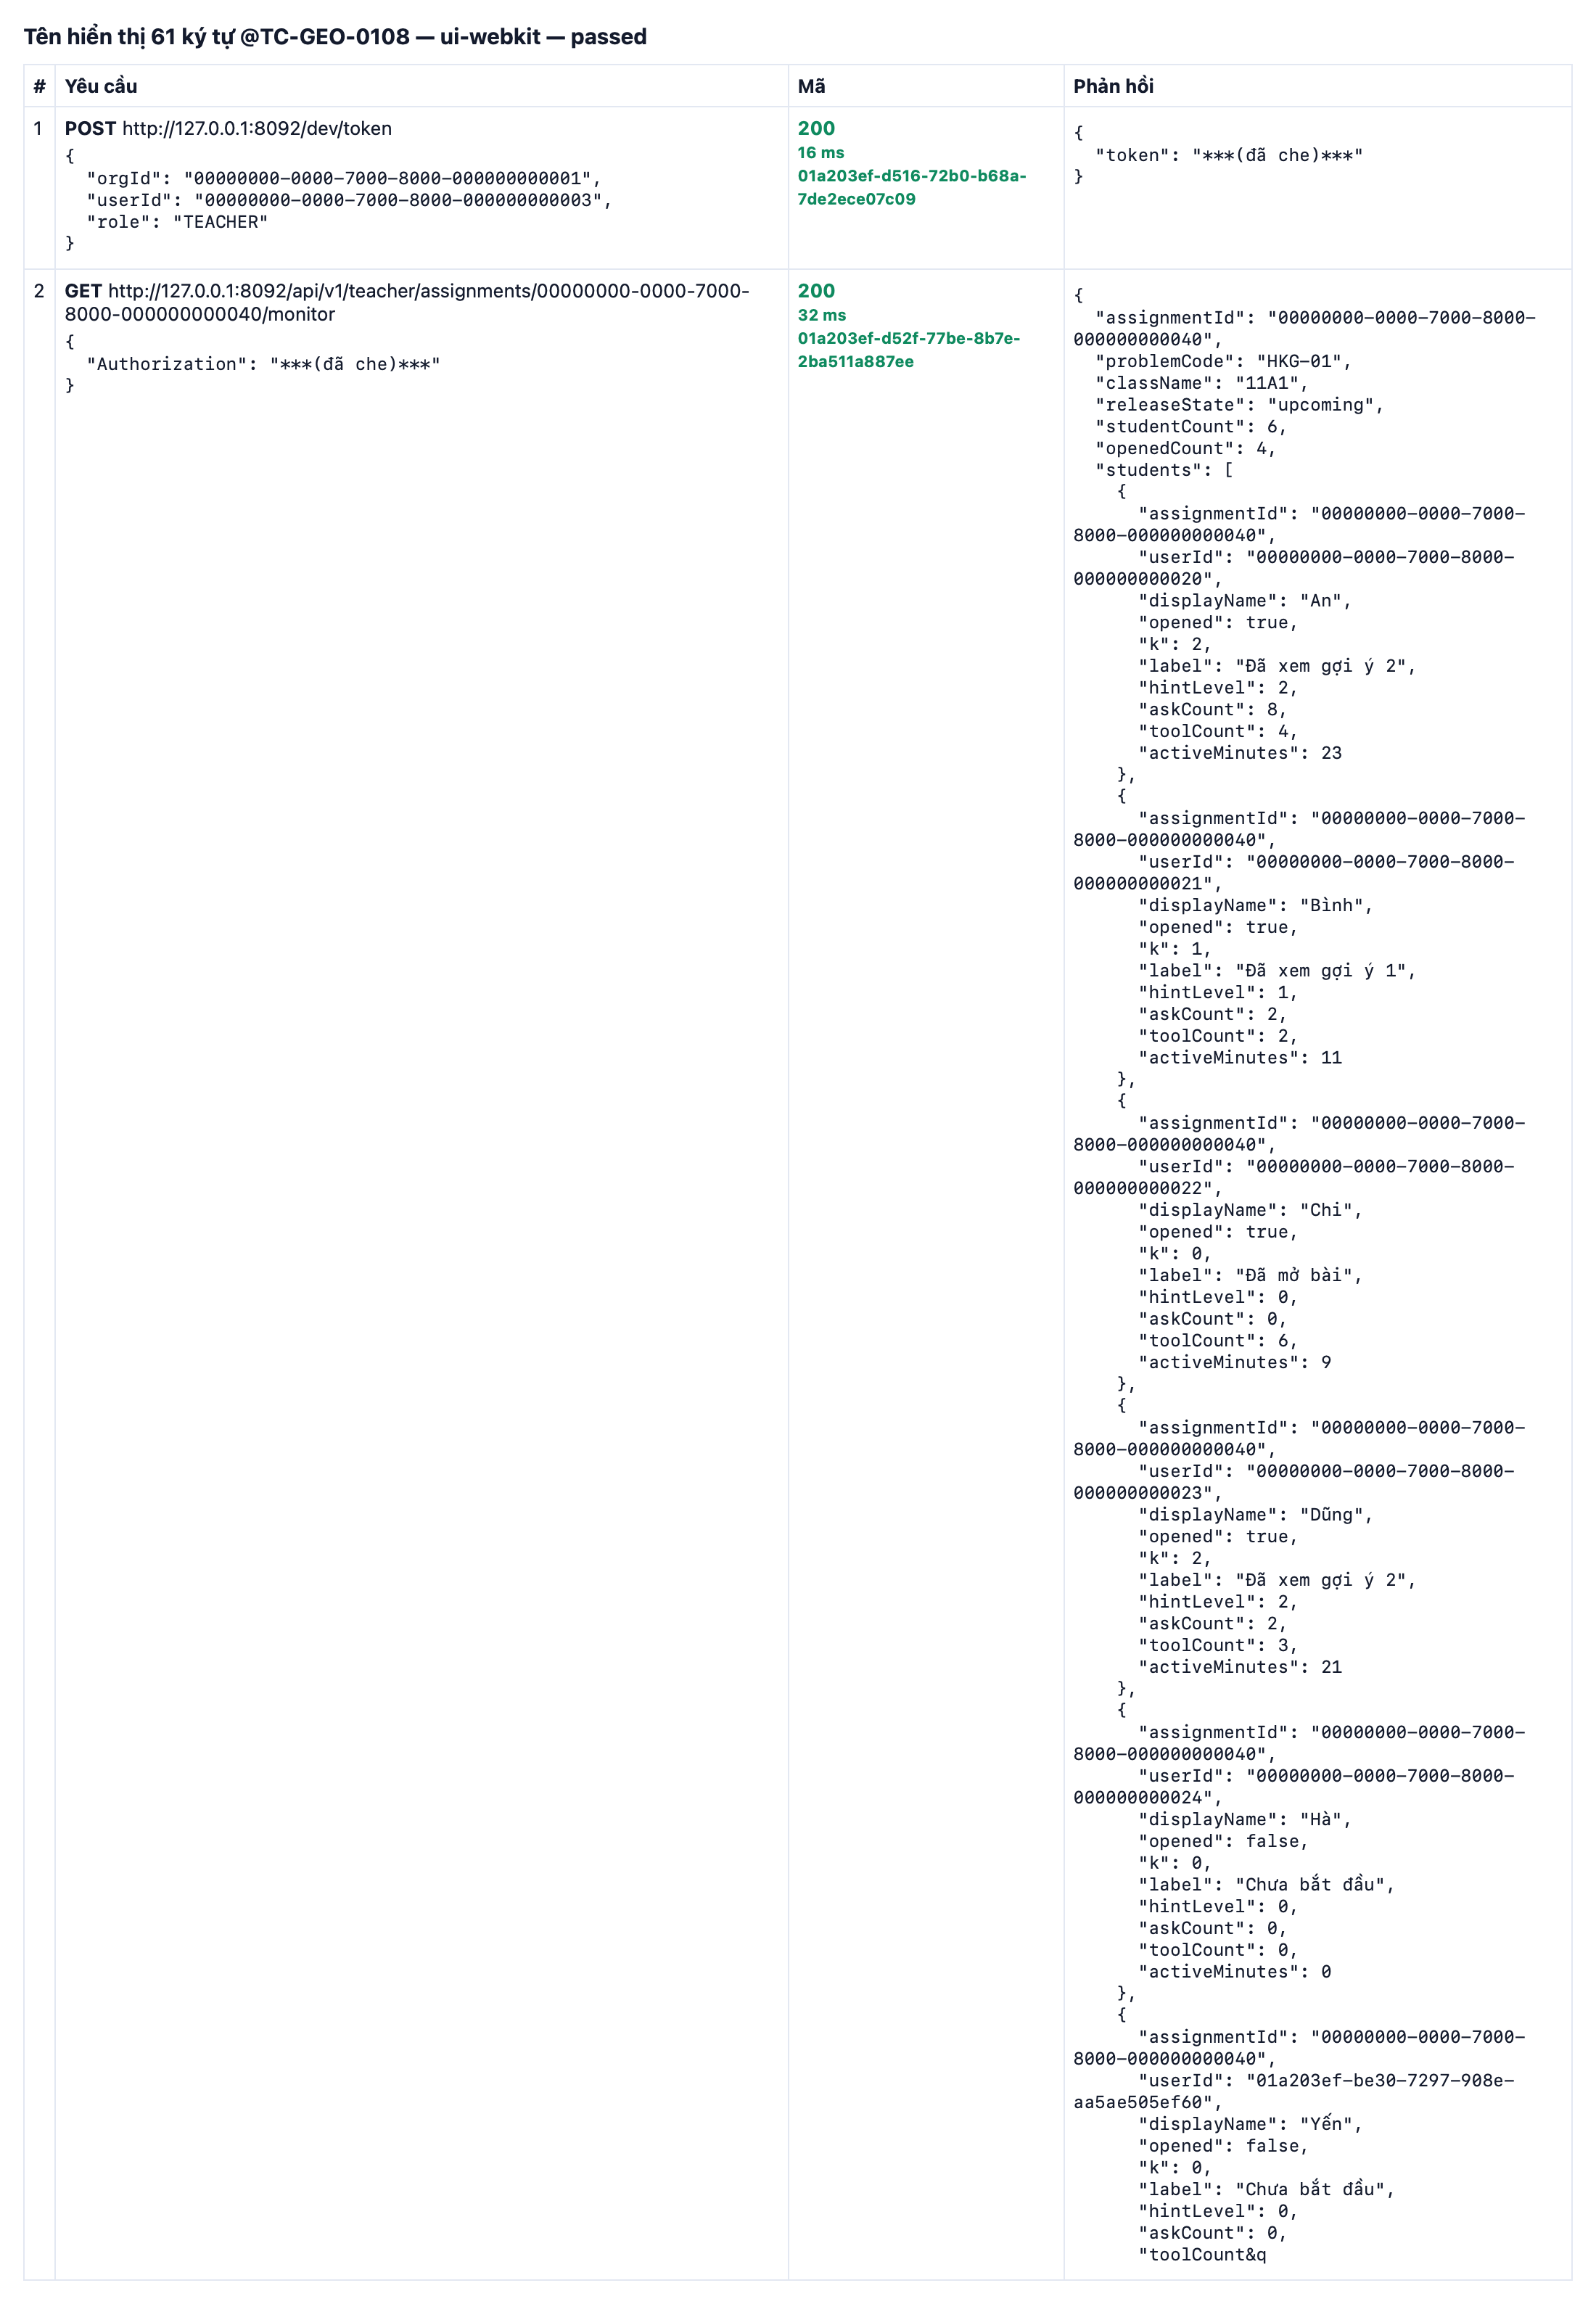 Tên hiển thị 61 ký tự @TC-GEO-0108 — ui-webkit — passed
# Yêu cầu Mã Phản hồi
1 POST http://127.0.0.1:8092/dev/token
{
  "orgId": "00000000-0000-7000-8000-000000000001",
  "userId": "00000000-0000-7000-8000-000000000003",
  "role": "TEACHER"
}
200
16 ms
01a203ef-d516-72b0-b68a-
7de2ece07c09
{
  "token": "***(đã che)***"
}
2 GET http://127.0.0.1:8092/api/v1/teacher/assignments/00000000-0000-7000-
8000-000000000040/monitor
{
  "Authorization": "***(đã che)***"
}
200
32 ms
01a203ef-d52f-77be-8b7e-
2ba511a887ee
{
  "assignmentId": "00000000-0000-7000-8000-
000000000040",
  "problemCode": "HKG-01",
  "className": "11A1",
  "releaseState": "upcoming",
  "studentCount": 6,
  "openedCount": 4,
  "students": [
    {
      "assignmentId": "00000000-0000-7000-
8000-000000000040",
      "userId": "00000000-0000-7000-8000-
000000000020",
      "displayName": "An",
      "opened": true,
      "k": 2,
      "label": "Đã xem gợi ý 2",
      "hintLevel": 2,
      "askCount": 8,
      "toolCount": 4,
      "activeMinutes": 23
    },
    {
      "assignmentId": "00000000-0000-7000-
8000-000000000040",
      "userId": "00000000-0000-7000-8000-
000000000021",
      "displayName": "Bình",
      "opened": true,
      "k": 1,
      "label": "Đã xem gợi ý 1",
      "hintLevel": 1,
      "askCount": 2,
      "toolCount": 2,
      "activeMinutes": 11
    },
    {
      "assignmentId": "00000000-0000-7000-
8000-000000000040",
      "userId": "00000000-0000-7000-8000-
000000000022",
      "displayName": "Chi",
      "opened": true,
      "k": 0,
      "label": "Đã mở bài",
      "hintLevel": 0,
      "askCount": 0,
      "toolCount": 6,
      "activeMinutes": 9
    },
    {
      "assignmentId": "00000000-0000-7000-
8000-000000000040",
      "userId": "00000000-0000-7000-8000-
000000000023",
      "displayName": "Dũng",
      "opened": true,
      "k": 2,
      "label": "Đã xem gợi ý 2",
      "hintLevel": 2,
      "askCount": 2,
      "toolCount": 3,
      "activeMinutes": 21
    },
    {
      "assignmentId": "00000000-0000-7000-
8000-000000000040",
      "userId": "00000000-0000-7000-8000-
000000000024",
      "displayName": "Hà",
      "opened": false,
      "k": 0,
      "label": "Chưa bắt đầu",
      "hintLevel": 0,
      "askCount": 0,
      "toolCount": 0,
      "activeMinutes": 0
    },
    {
      "assignmentId": "00000000-0000-7000-
8000-000000000040",
      "userId": "01a203ef-be30-7297-908e-
aa5ae505ef60",
      "displayName": "Yến",
      "opened": false,
      "k": 0,
      "label": "Chưa bắt đầu",
      "hintLevel": 0,
      "askCount": 0,
      "toolCount&q